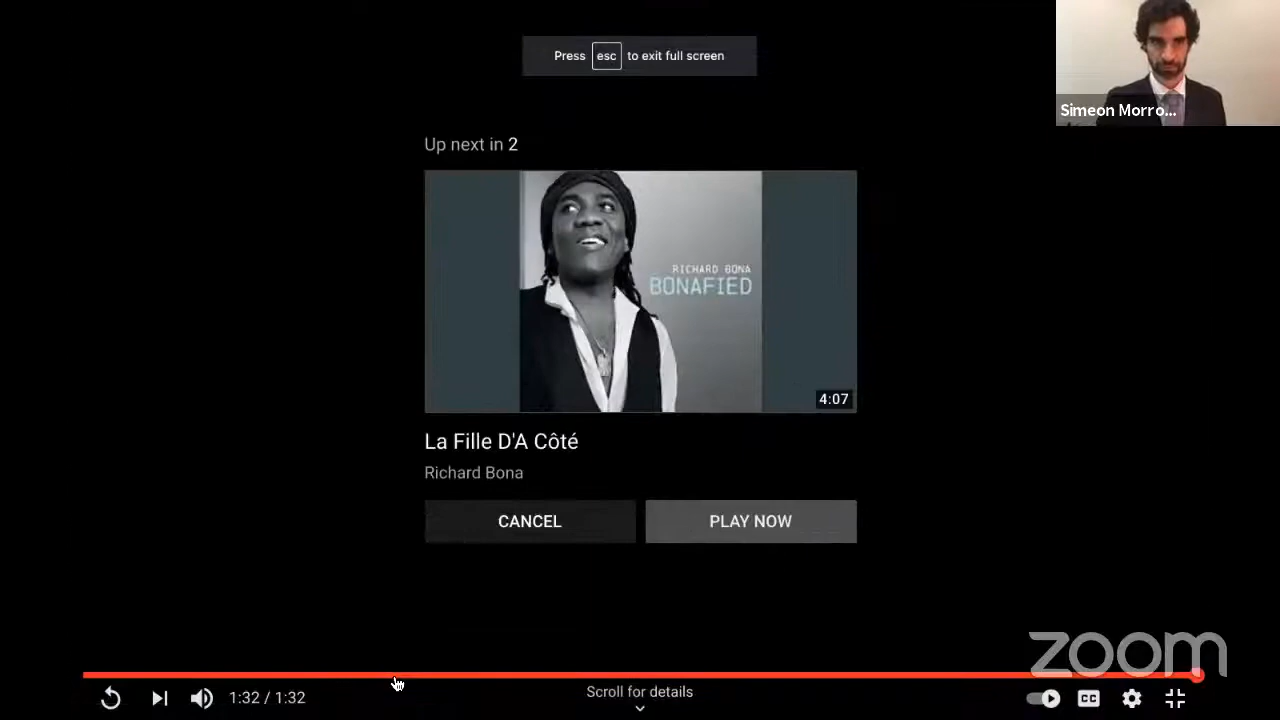 Press esc to exit full screen
Simeon Morro...
Up next in 2
RICHARD BONA
BONAFIED
4:07
La Fille D'A Côté
Richard Bona
CANCEL
PLAY NOW
zoom
1:32 / 1:32
Scroll for details
CC